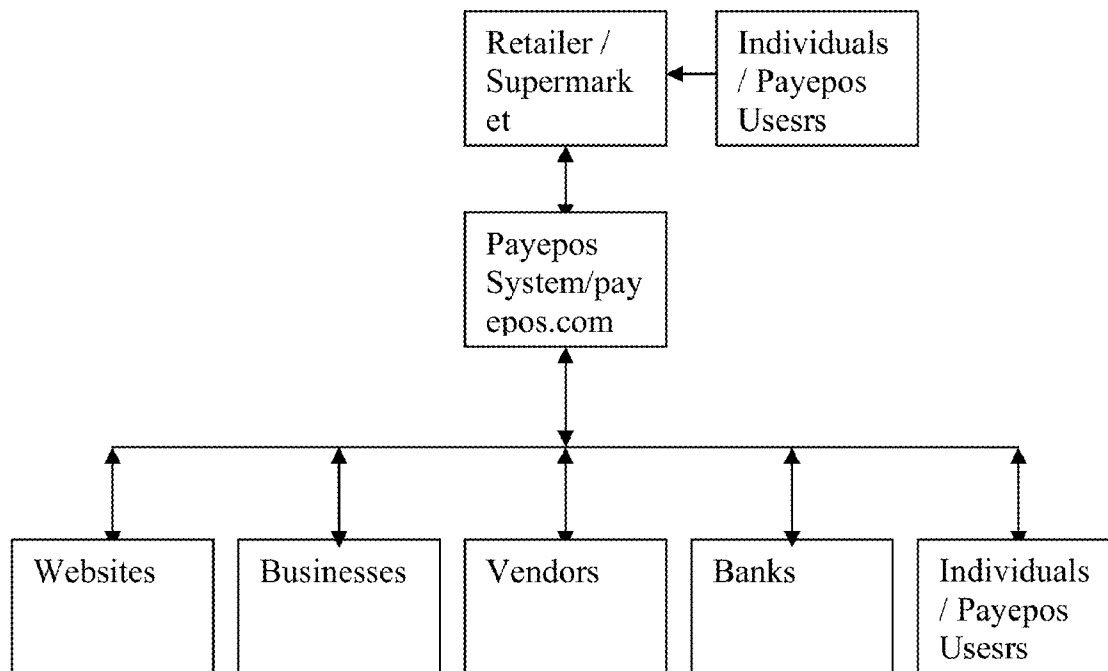 Retailer /
Supermark
et
Individuals
/ Payepos
Usesrs
Payepos
System/pay
epos.com
Websites
Businesses
Vendors
Banks
Individuals
/ Payepos
Usesrs